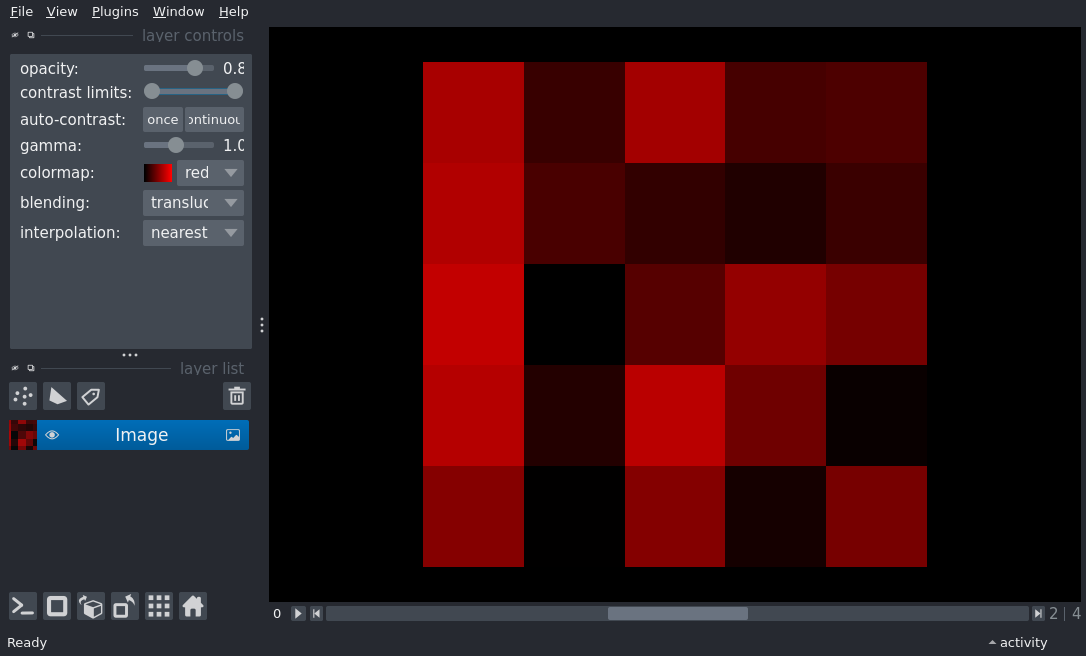 File View Plugins Window Help
layer controls
opacity: 0.8
contrast limits:
auto-contrast: once ontinuou
gamma: 1.0
colormap: red
blending: transluc
interpolation: nearest
layer list
Image
0 2 | 4
Ready activity